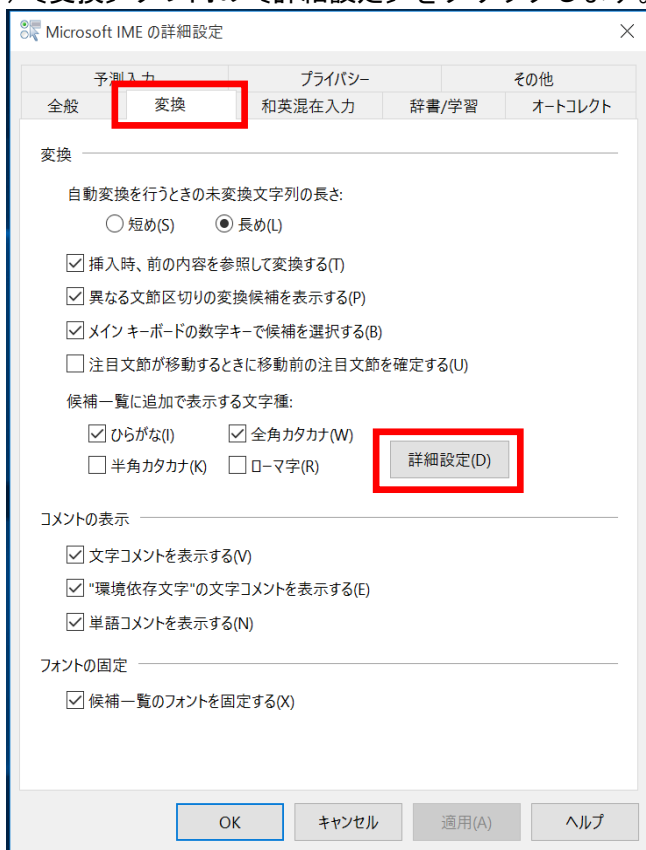 Microsoft IME の詳細設定
予測入力 プライバシー その他
全般 変換 和英混在入力 辞書/学習 オートコレクト
変換
自動変換を行うときの未変換文字列の長さ:
短め(S) 長め(L)
挿入時、前の内容を参照して変換する(T)
異なる文節区切りの変換候補を表示する(P)
メイン キーボードの数字キーで候補を選択する(B)
注目文節が移動するときに移動前の注目文節を確定する(U)
候補一覧に追加で表示する文字種:
ひらがな(I) 全角カタカナ(W)
半角カタカナ(K) ローマ字(R) 詳細設定(D)
コメントの表示
文字コメントを表示する(V)
"環境依存文字"の文字コメントを表示する(E)
単語コメントを表示する(N)
フォントの固定
候補一覧のフォントを固定する(X)
OK キャンセル 適用(A) ヘルプ